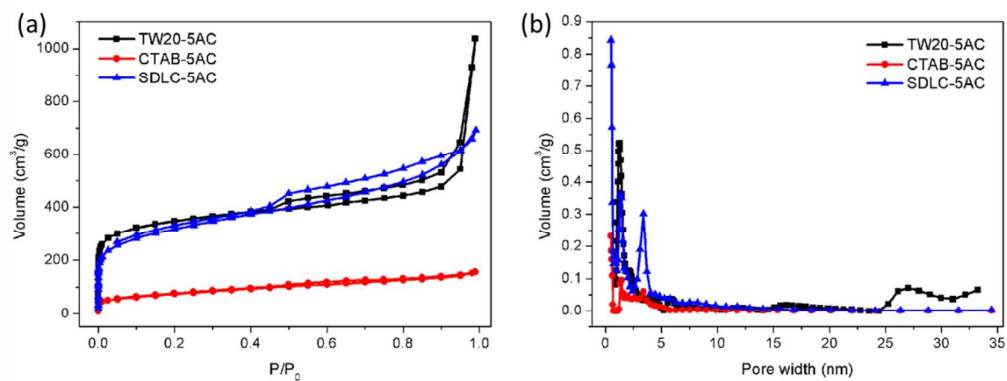 (a)
TW20-5AC
CTAB-5AC
SDLC-5AC
1000
800
600
400
200
0
Volume (cm³/g)
0.0 0.2 0.4 0.6 0.8 1.0
P/P₀
(b)
TW20-5AC
CTAB-5AC
SDLC-5AC
0.9
0.8
0.7
0.6
0.5
0.4
0.3
0.2
0.1
0.0
Volume (cm³/g)
0 5 10 15 20 25 30 35
Pore width (nm)